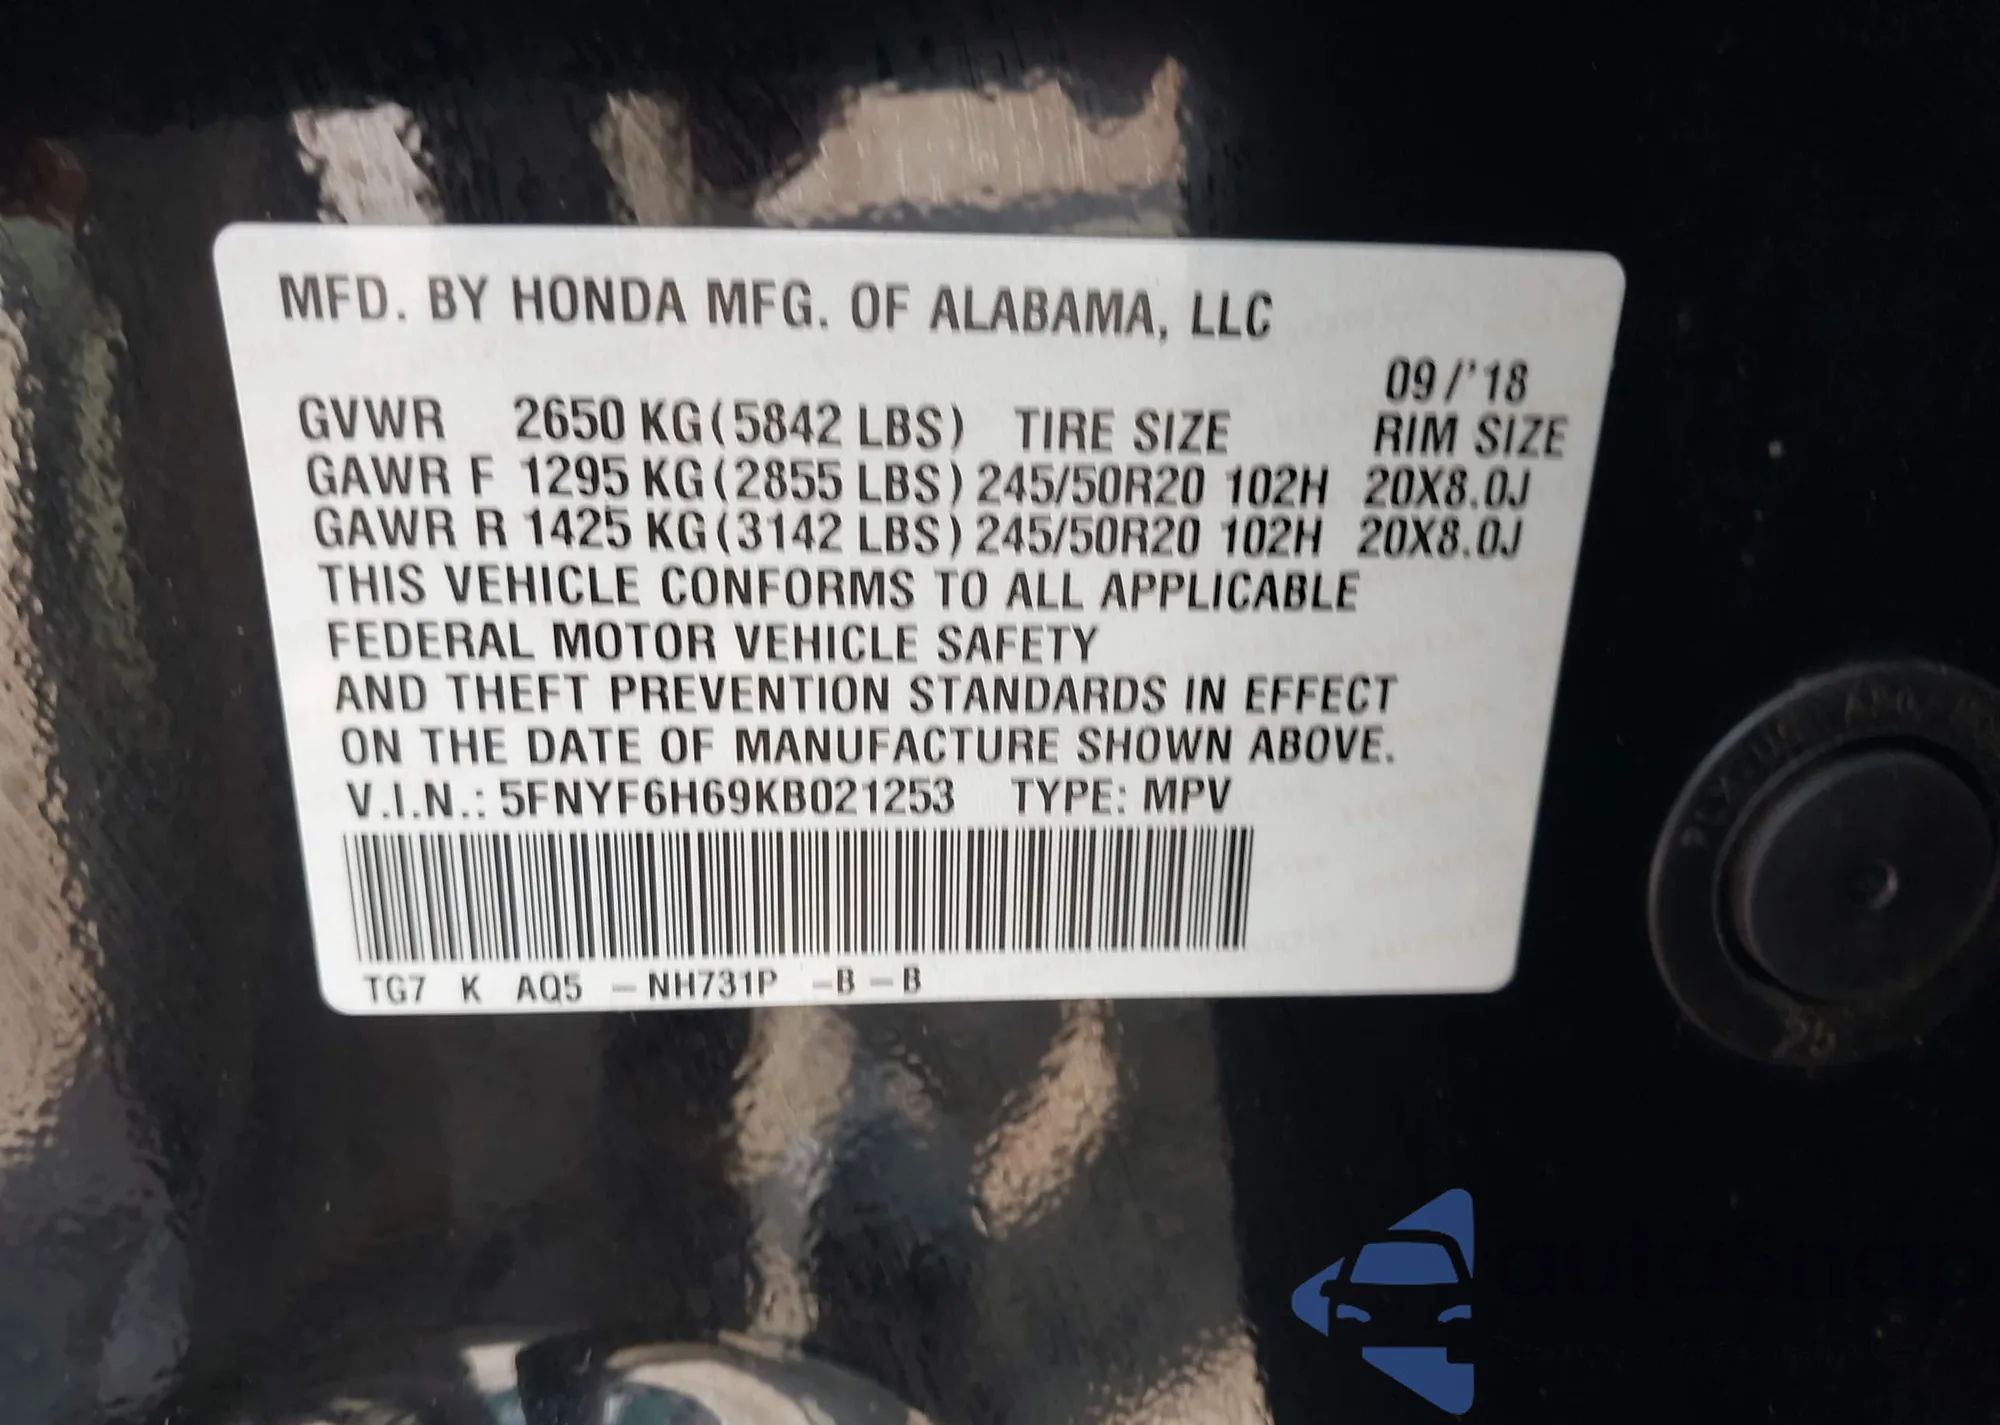 MFD. BY HONDA MFG. OF ALABAMA, LLC
09/'18
GVWR 2650 KG(5842 LBS) TIRE SIZE RIM SIZE
GAWR F 1295 KG(2855 LBS) 245/50R20 102H 20X8.0J
GAWR R 1425 KG(3142 LBS) 245/50R20 102H 20X8.0J
THIS VEHICLE CONFORMS TO ALL APPLICABLE
FEDERAL MOTOR VEHICLE SAFETY
AND THEFT PREVENTION STANDARDS IN EFFECT
ON THE DATE OF MANUFACTURE SHOWN ABOVE.
V.I.N.: 5FNYF6H69KB021253 TYPE: MPV
TG7 K AQ5 –NH731P –B–B